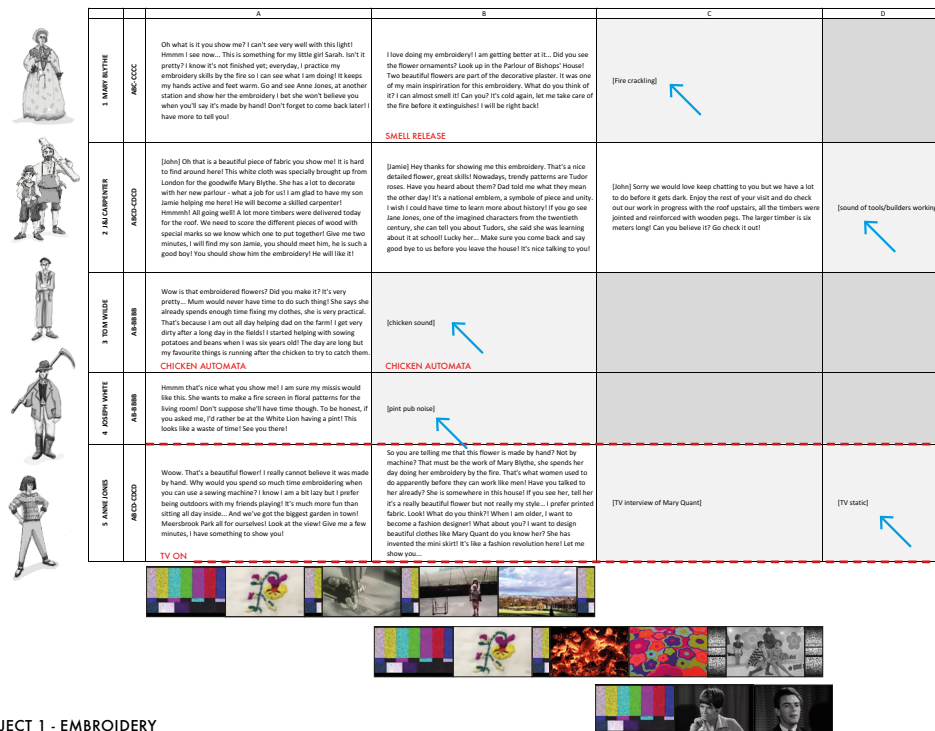 A B C D
1 MARY BLYTHE
ABC-CCCC
Oh what is it you show me? I can't see very well with this light!
Hmmm I see now... This is something for my little girl Sarah. Isn't it
pretty? I know it's not finished yet; everyday, I practice my
embroidery skills by the fire so I can see what I am doing! It keeps
my hands active and feet warm. Go and see Anne Jones, at another
station and show her the embroidery I bet she won't believe you
when you'll say it's made by hand! Don't forget to come back later! I
have more to tell you!
I love doing my embroidery! I am getting better at it... Did you see
the flower ornaments? Look up in the Parlour of Bishops' House!
Two beautiful flowers are part of the decorative plaster. It was one
of my main inspiriration for this embroidery. What do you think of
it? I can almost smell it! Can you? It's cold again, let me take care of
the fire before it extinguishes! I will be right back!
SMELL RELEASE
[Fire crackling]
2 J&J CARPENTER
ABCD-CDCD
[John] Oh that is a beautiful piece of fabric you show me! It is hard
to find around here! This white cloth was specially brought up from
London for the goodwife Mary Blythe. She has a lot to decorate
with her new parlour - what a job for us! I am glad to have my son
Jamie helping me here! He will become a skilled carpenter!
Hmmmh! All going well! A lot more timbers were delivered today
for the roof. We need to score the different pieces of wood with
special marks so we know which one to put together! Give me two
minutes, i will find my son Jamie, you should meet him, he is such a
good boy! You should show him the embroidery! He will like it!
[Jamie] Hey thanks for showing me this embroidery. That's a nice
detailed flower, great skills! Nowadays, trendy patterns are Tudor
roses. Have you heard about them? Dad told me what they mean
the other day! It's a national emblem, a symbole of piece and unity.
I wish I could have time to learn more about history! If you go see
Jane Jones, one of the imagined characters from the twentieth
century, she can tell you about Tudors, she said she was learning
about it at school! Lucky her... Make sure you come back and say
good bye to us before you leave the house! It's nice talking to you!
[John] Sorry we would love keep chatting to you but we have a lot
to do before it gets dark. Enjoy the rest of your visit and do check
out our work in progress with the roof upstairs, all the timbers were
jointed and reinforced with wooden pegs. The larger timber is six
meters long! Can you believe it? Go check it out!
[sound of tools/builders working
3 TOM WILDE
AB-BBBB
Wow is that embroidered flowers? Did you make it? It's very
pretty... Mum would never have time to do such thing! She says she
already spends enough time fixing my clothes, she is very practical.
That's because I am out all day helping dad on the farm! I get very
dirty after a long day in the fields! I started helping with sowing
potatoes and beans when I was six years old! The day are long but
my favourite things is running after the chicken to try to catch them.
CHICKEN AUTOMATA
[chicken sound]
CHICKEN AUTOMATA
4 JOSEPH WHITE
AB-BBBB
Hmmm that's nice what you show me! I am sure my missis would
like this. She wants to make a fire screen in floral patterns for the
living room! Don't suppose she'll have time though. To be honest, if
you asked me, I'd rather be at the White Lion having a pint! This
looks like a waste of time! See you there!
[pint pub noise]
5 ANNE JONES
ABCD-CDCD
Woow. That's a beautiful flower! I really cannot believe it was made
by hand. Why would you spend so much time embroidering when
you can use a sewing machine? I know I am a bit lazy but I prefer
being outdoors with my friends playing! It's much more fun than
sitting all day inside... And we've got the biggest garden in town!
Meersbrook Park all for ourselves! Look at the view! Give me a few
minutes, I have something to show you!
TV ON
So you are telling me that this flower is made by hand? Not by
machine? That must be the work of Mary Blythe, she spends her
day doing her embroidery by the fire. That's what women used to
do apparently before they can work like men! Have you talked to
her already? She is somewhere in this house! If you see her, tell her
it's a really beautiful flower but not really my style... I prefer printed
fabric. Look! What do you think?! When I am older, I want to
become a fashion designer! What about you? I want to design
beautiful clothes like Mary Quant do you know her? She has
invented the mini skirt! It's like a fashion revolution here! Let me
show you...
[TV interview of Mary Quant]
[TV static]
JECT 1 - EMBROIDERY